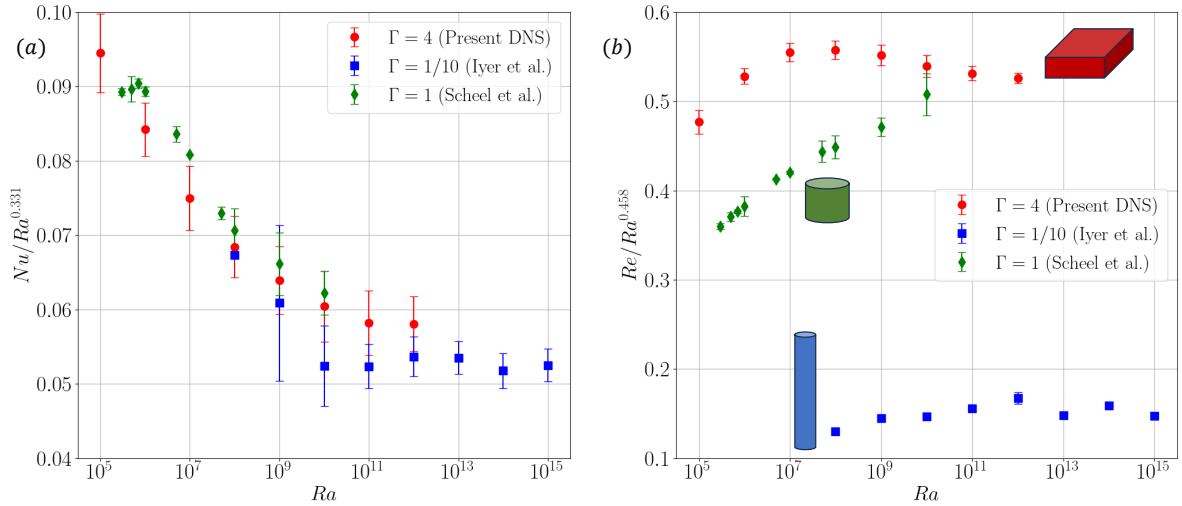 (a)
Nu/Ra^0.331
0.10
0.09
0.08
0.07
0.06
0.05
0.04
Γ = 4 (Present DNS)
Γ = 1/10 (Iyer et al.)
Γ = 1 (Scheel et al.)
10^5 10^7 10^9 10^11 10^13 10^15
Ra
(b)
Re/Ra^0.458
0.6
0.5
0.4
0.3
0.2
0.1
Γ = 4 (Present DNS)
Γ = 1/10 (Iyer et al.)
Γ = 1 (Scheel et al.)
10^5 10^7 10^9 10^11 10^13 10^15
Ra